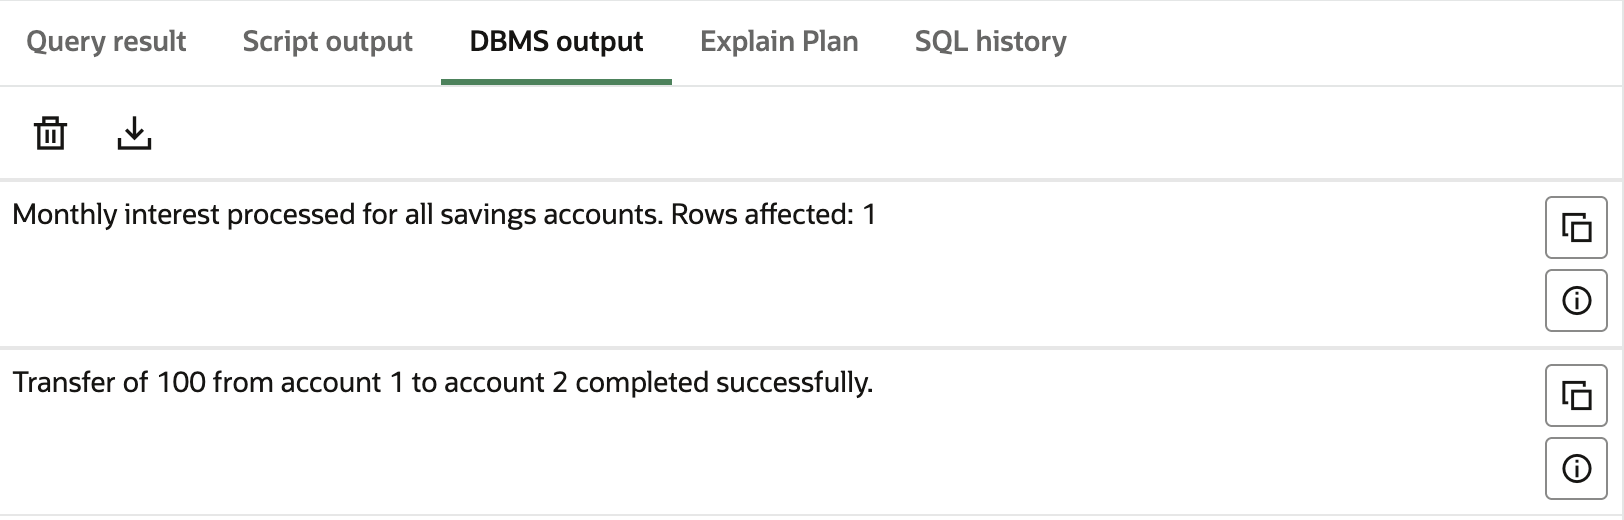 Query result Script output DBMS output Explain Plan SQL history
Monthly interest processed for all savings accounts. Rows affected: 1
Transfer of 100 from account 1 to account 2 completed successfully.